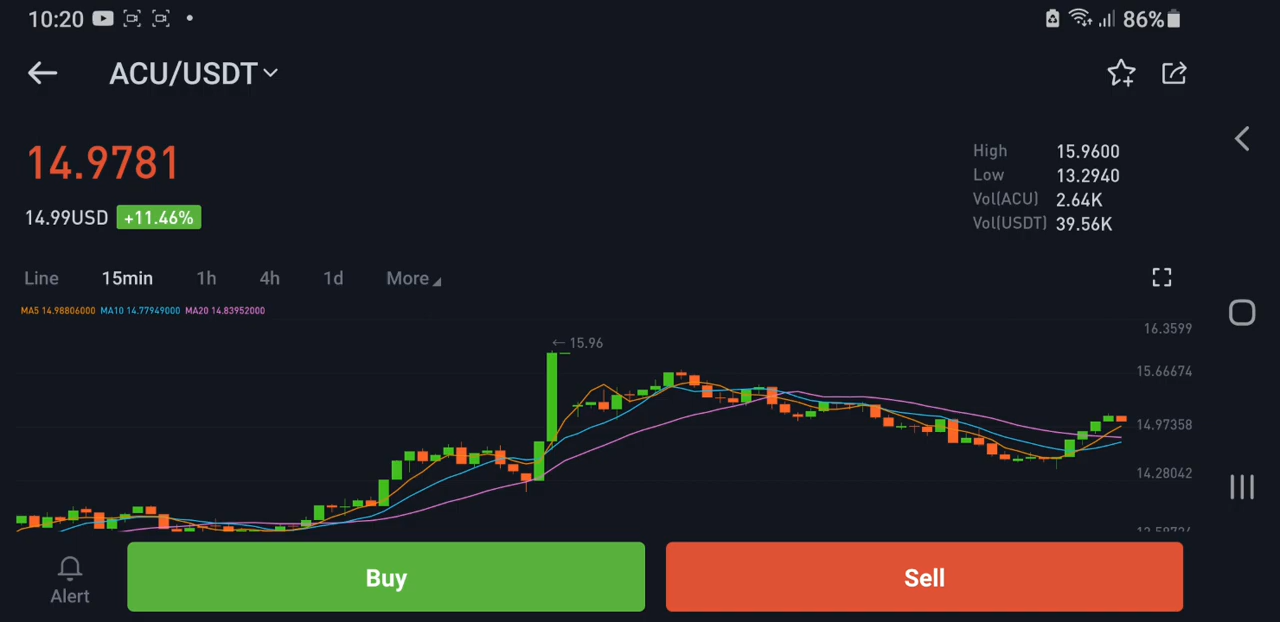 10:20
86%
ACU/USDT
14.9781
14.99USD +11.46%
High 15.9600
Low 13.2940
Vol(ACU) 2.64K
Vol(USDT) 39.56K
Line 15min 1h 4h 1d More
MA5 14.98806000 MA10 14.77949000 MA20 14.83952000
16.3599
15.96
15.66674
14.97358
14.28042
Alert
Buy
Sell